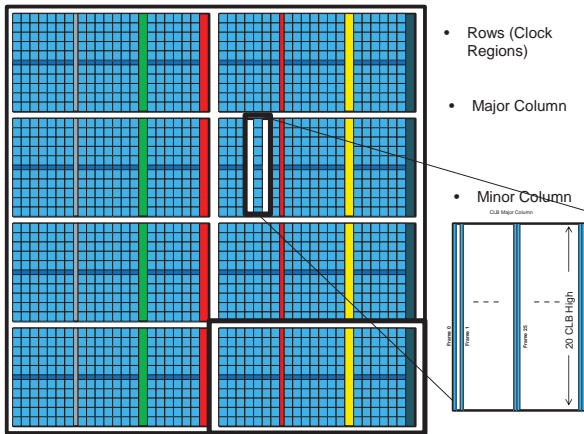 • Rows (Clock
Regions)
• Major Column
• Minor Column
CLB Major Column
Frame 0
Frame 1
Frame 25
20 CLB High